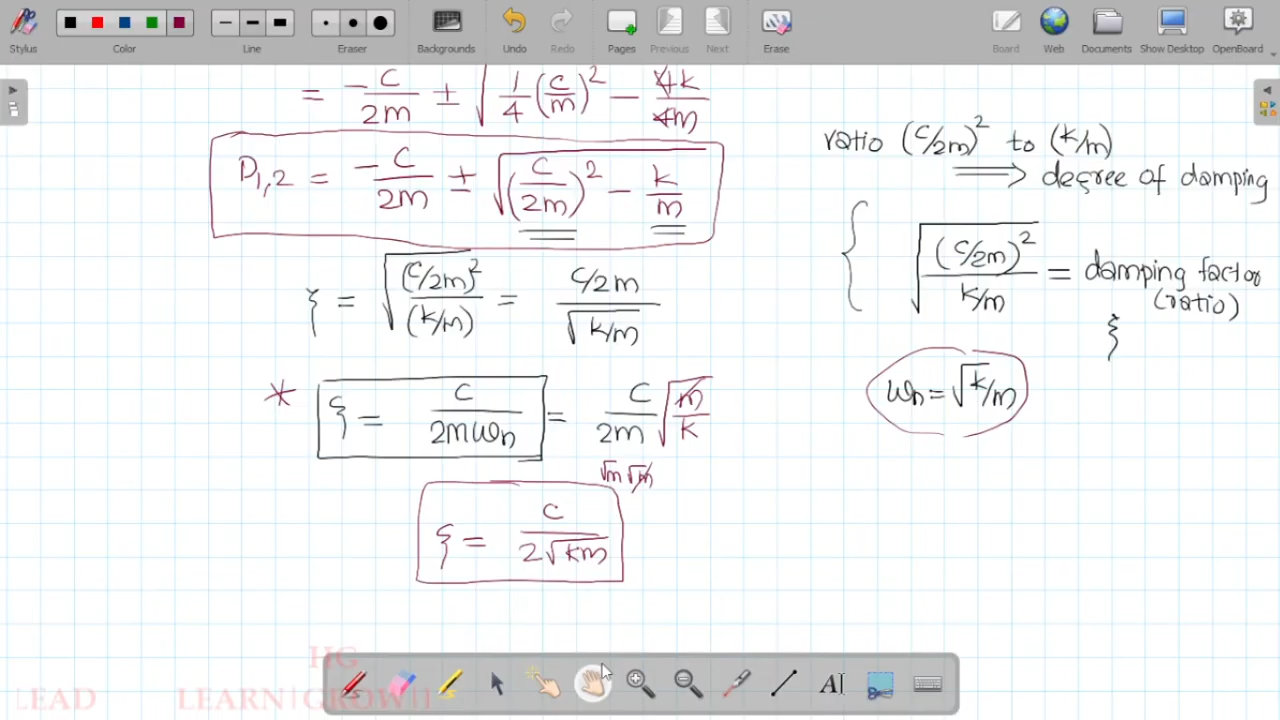 Stylus Color Line Eraser Backgrounds Undo Redo Pages Previous Next Erase Board Web Documents Show Desktop OpenBoard
= -c/2m ± √(1/4 (c/m)² - 4k/4m)
D1,2 = -c/2m ± √((c/2m)² - k/m)
ξ = √((c/2m)²/(k/m)) = c/2m / √(k/m)
* ξ = c/2mωn = c/2m √(m/k)
√m √m
ξ = c/2√km
ratio (c/2m)² to (k/m)
⟹ degree of damping
{ √((c/2m)²/(k/m)) = damping factor
(ratio)
ξ
ωn = √k/m
HG
LEAD LEARN|GROW|
AI